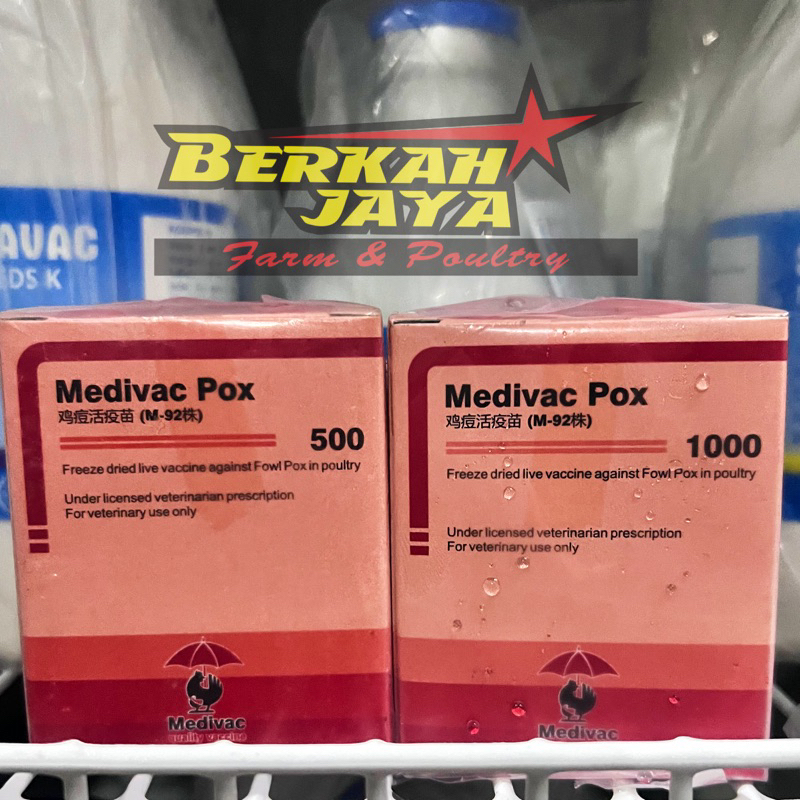 BERKAH
JAYA
Farm & Poultry
AVAC
DS K
Medivac Pox
鸡痘活疫苗 (M-92株)
500
Freeze dried live vaccine against Fowl Pox in poultry
Under licensed veterinarian prescription
For veterinary use only
Medivac
quality vaccine
Medivac Pox
鸡痘活疫苗 (M-92株)
1000
Freeze dried live vaccine against Fowl Pox in poultry
Under licensed veterinarian prescription
For veterinary use only
Medivac